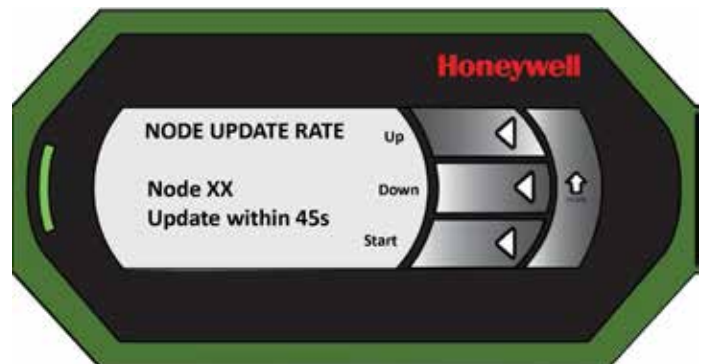 Honeywell
NODE UPDATE RATE
Up
Node XX
Down
Update within 45s
Start